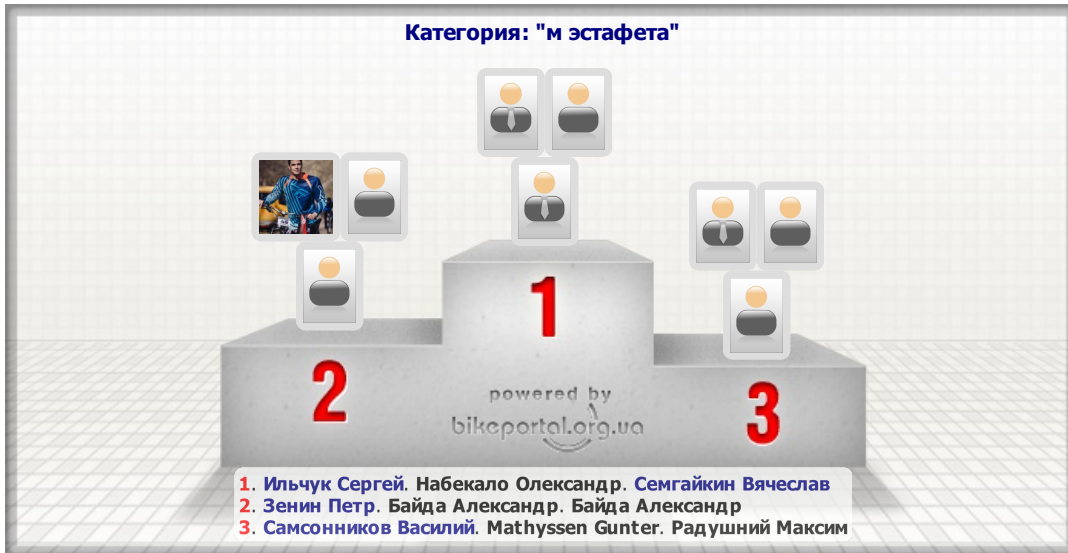 Категория: "м эстафета"
1
2
3
powered by
bikeportal.org.ua
1. Ильчук Сергей. Набекало Олександр. Семгайкин Вячеслав
2. Зенин Петр. Байда Александр. Байда Александр
3. Самсонников Василий. Mathyssen Gunter. Радушний Максим